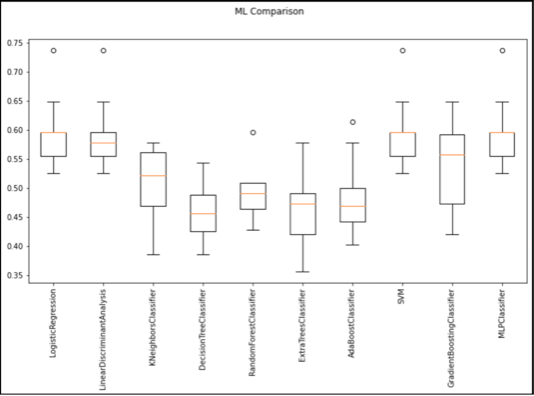 ML Comparison
0.75
0.70
0.65
0.60
0.55
0.50
0.45
0.40
0.35
LogisticRegression
LinearDiscriminantAnalysis
KNeighborsClassifier
DecisionTreeClassifier
RandomForestClassifier
ExtraTreesClassifier
AdaBoostClassifier
SVM
GradientBoostingClassifier
MLPClassifier